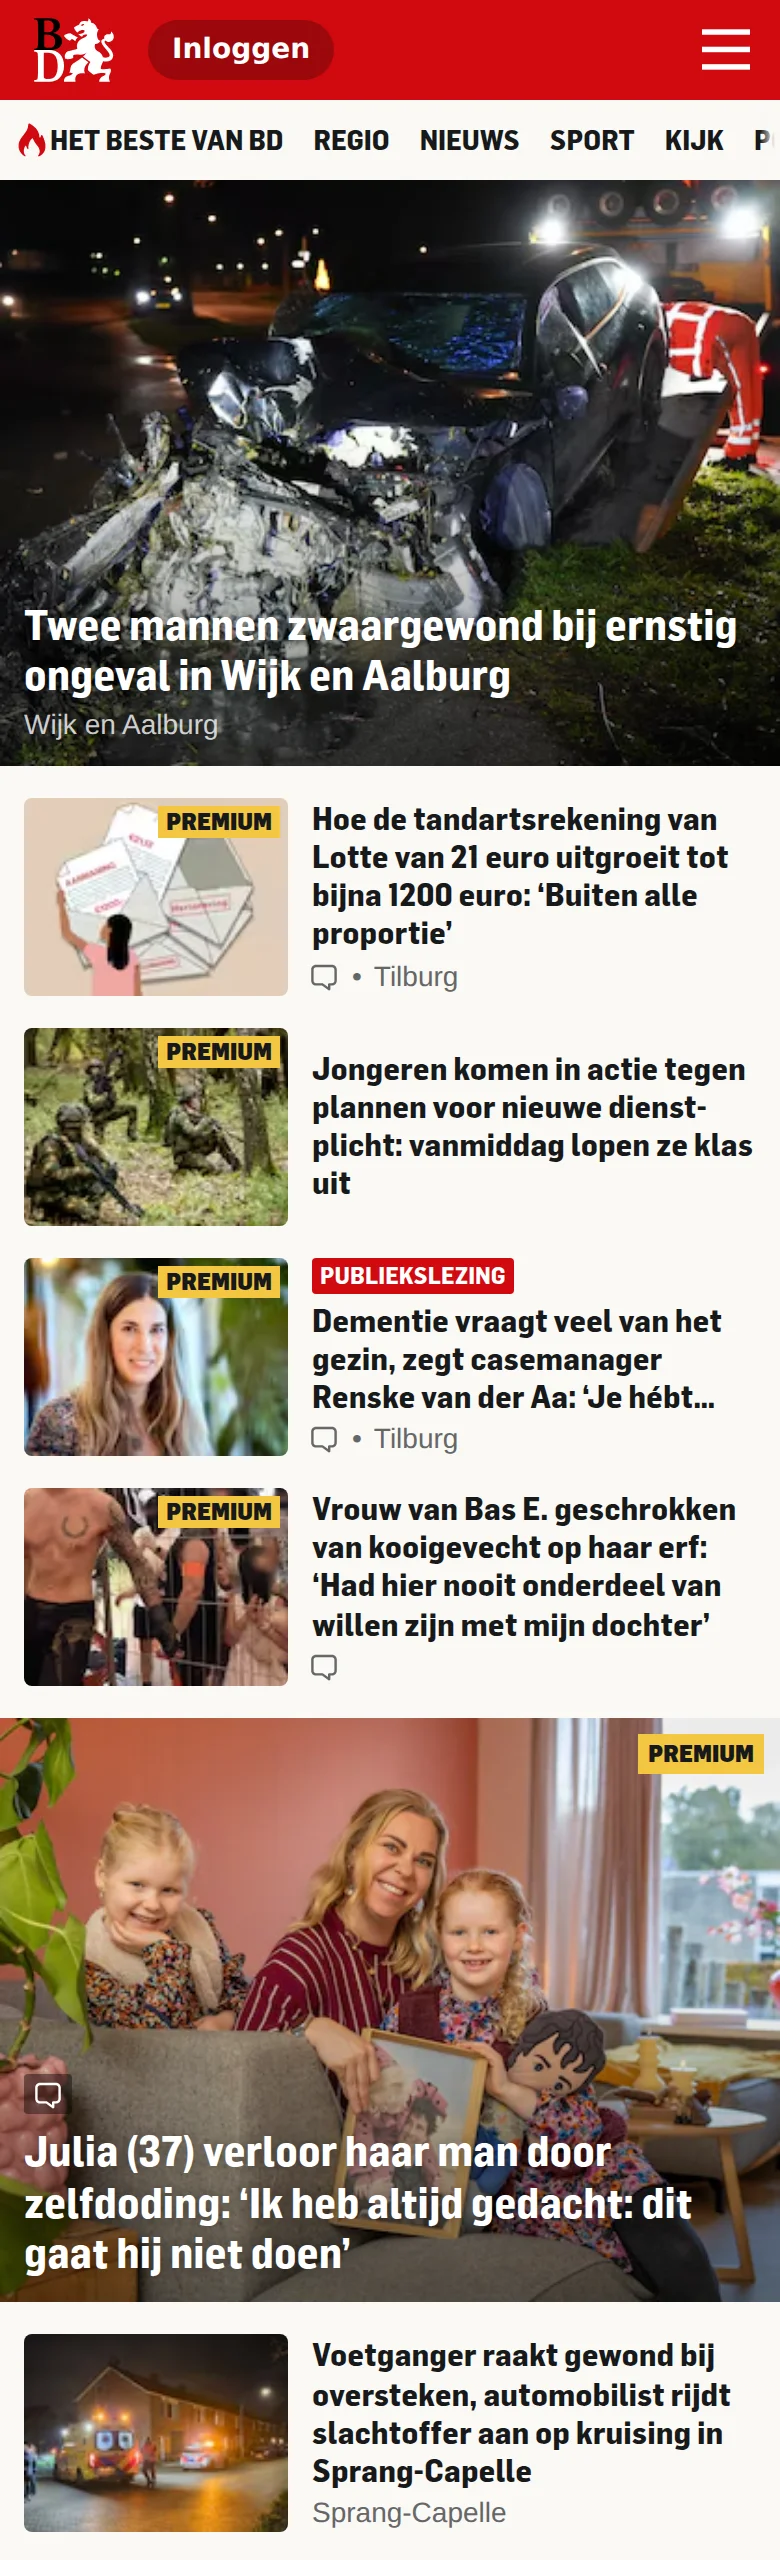 B
D
Inloggen
HET BESTE VAN BD REGIO NIEUWS SPORT KIJK
Twee mannen zwaargewond bij ernstig
ongeval in Wijk en Aalburg
Wijk en Aalburg
PREMIUM
AANMANING
Herinnering
Hoe de tandartsrekening van
Lotte van 21 euro uitgroeit tot
bijna 1200 euro: ‘Buiten alle
proportie’
• Tilburg
PREMIUM
Jongeren komen in actie tegen
plannen voor nieuwe dienst-
plicht: vanmiddag lopen ze klas
uit
PREMIUM
PUBLIEKSLEZING
Dementie vraagt veel van het
gezin, zegt casemanager
Renske van der Aa: ‘Je hébt...
• Tilburg
PREMIUM
Vrouw van Bas E. geschrokken
van kooigevecht op haar erf:
‘Had hier nooit onderdeel van
willen zijn met mijn dochter’
PREMIUM
Julia (37) verloor haar man door
zelfdoding: ‘Ik heb altijd gedacht: dit
gaat hij niet doen’
Voetganger raakt gewond bij
oversteken, automobilist rijdt
slachtoffer aan op kruising in
Sprang-Capelle
Sprang-Capelle